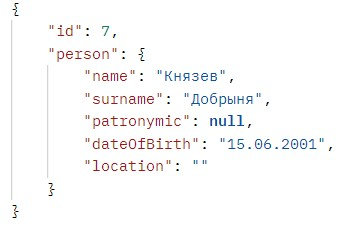 {
"id": 7,
"person": {
"name": "Князев",
"surname": "Добрыня",
"patronymic": null,
"dateOfBirth": "15.06.2001",
"location": ""
}
}